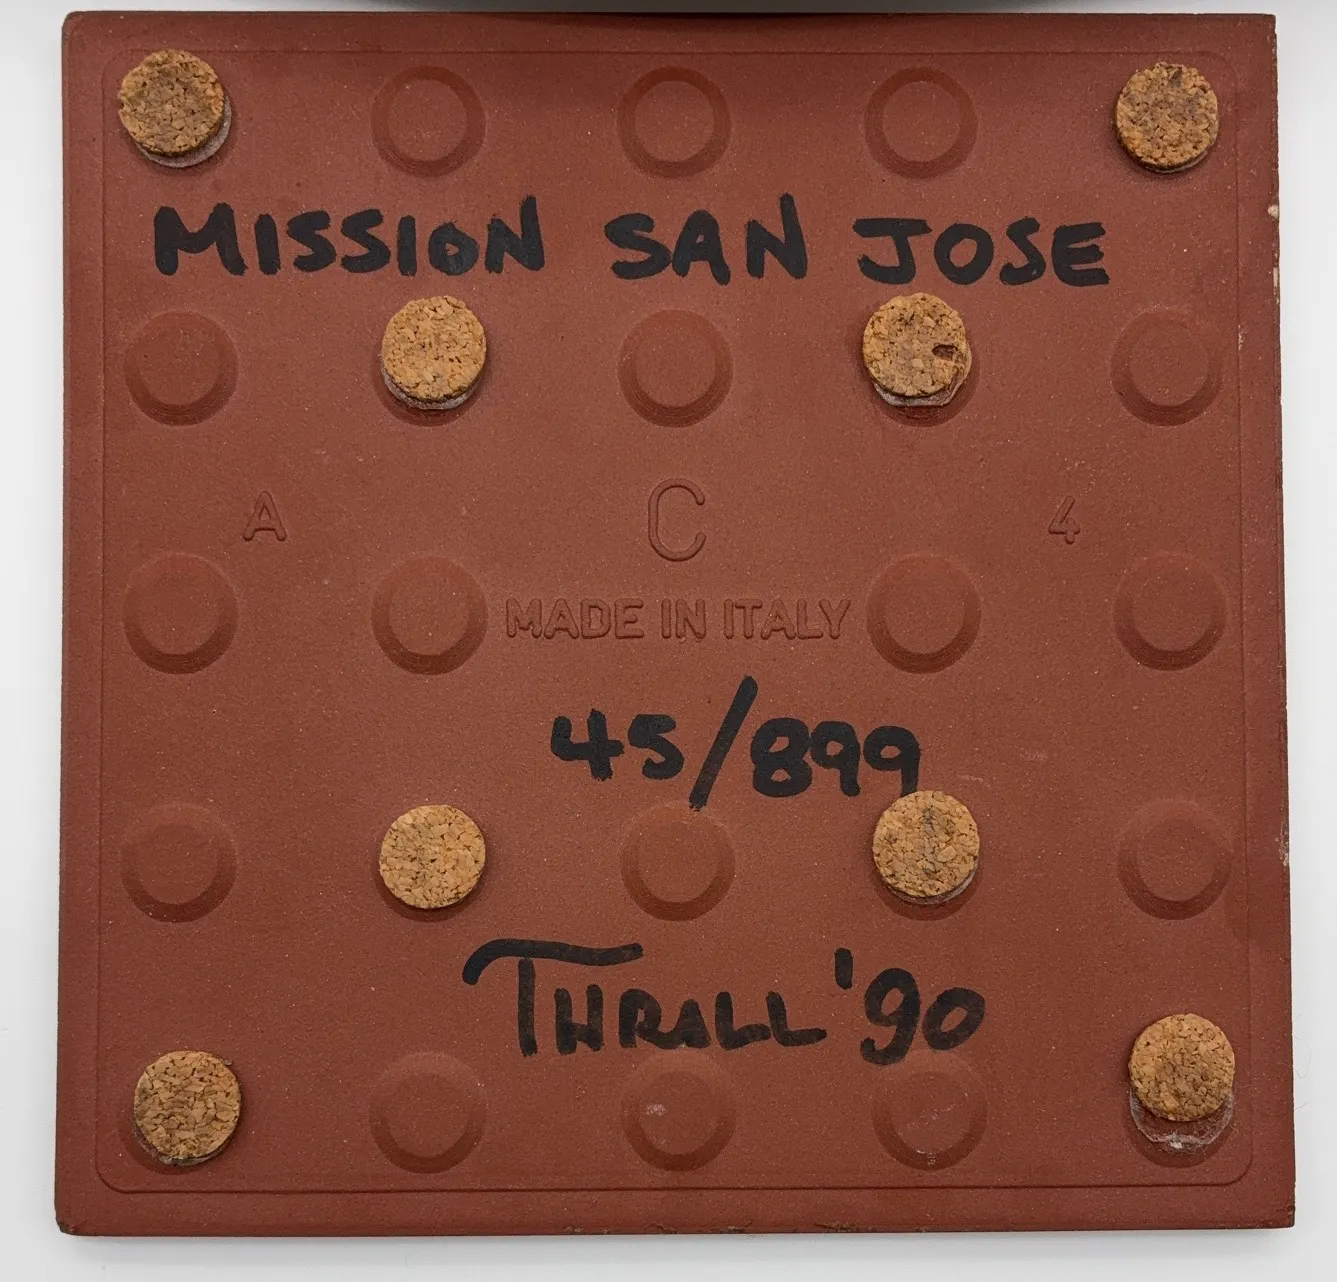 MISSION SAN JOSE
A C 4
MADE IN ITALY
45/899
THRALL '90